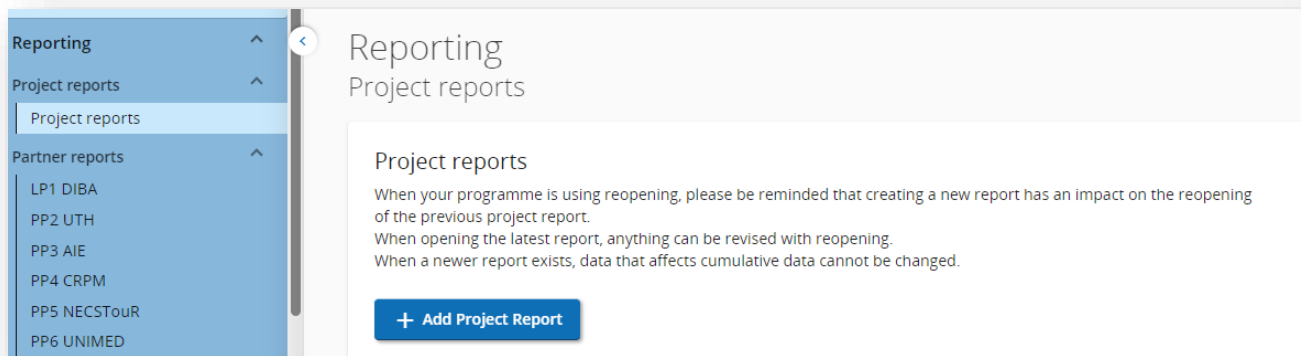 Reporting
Project reports
Project reports
Partner reports
LP1 DIBA
PP2 UTH
PP3 AIE
PP4 CRPM
PP5 NECSTouR
PP6 UNIMED
Reporting
Project reports
Project reports
When your programme is using reopening, please be reminded that creating a new report has an impact on the reopening
of the previous project report.
When opening the latest report, anything can be revised with reopening.
When a newer report exists, data that affects cumulative data cannot be changed.
+ Add Project Report